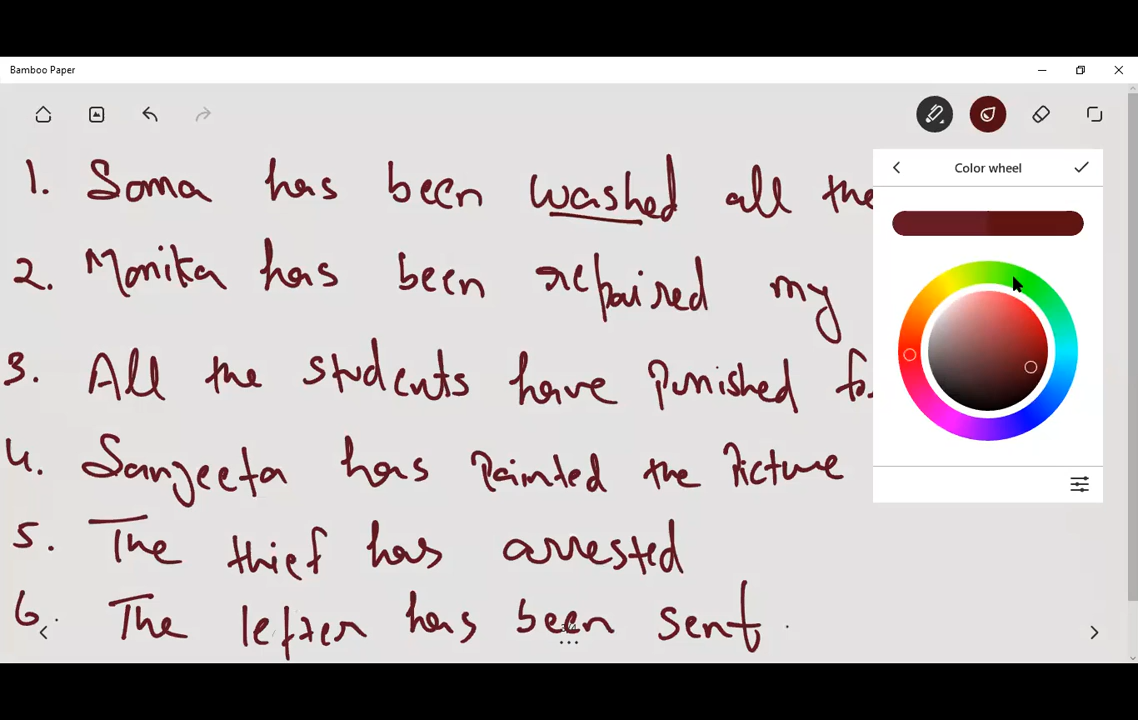 Bamboo Paper
Color wheel
1. Soma has been washed all the
2. Monika has been repaired my
3. All the students have punished fo
4. Sangeeta has painted the picture
5. The thief has arrested
6. The letter has been sent.